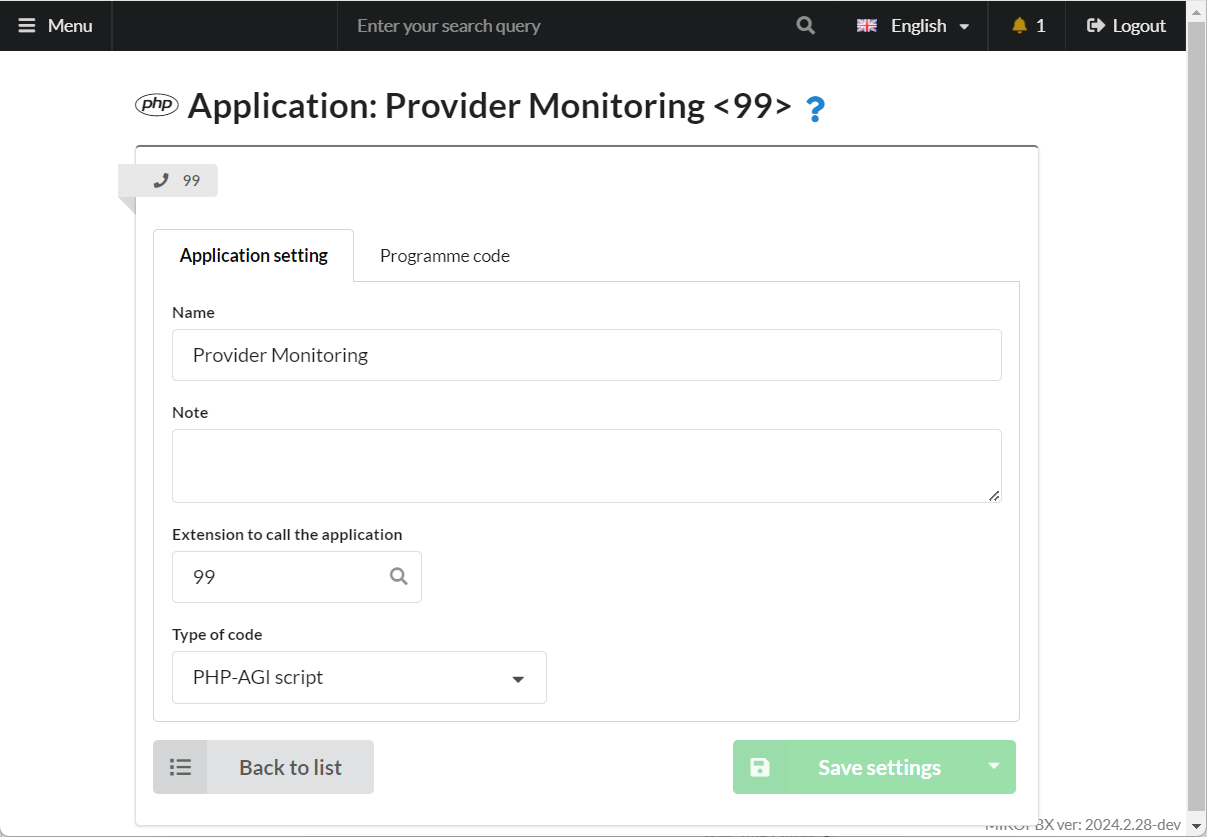 Menu
Enter your search query
English
1
Logout
php
Application: Provider Monitoring <99> ?
99
Application setting
Programme code
Name
Provider Monitoring
Note
Extension to call the application
99
Type of code
PHP-AGI script
Back to list
Save settings
ver: 2024.2.28-dev